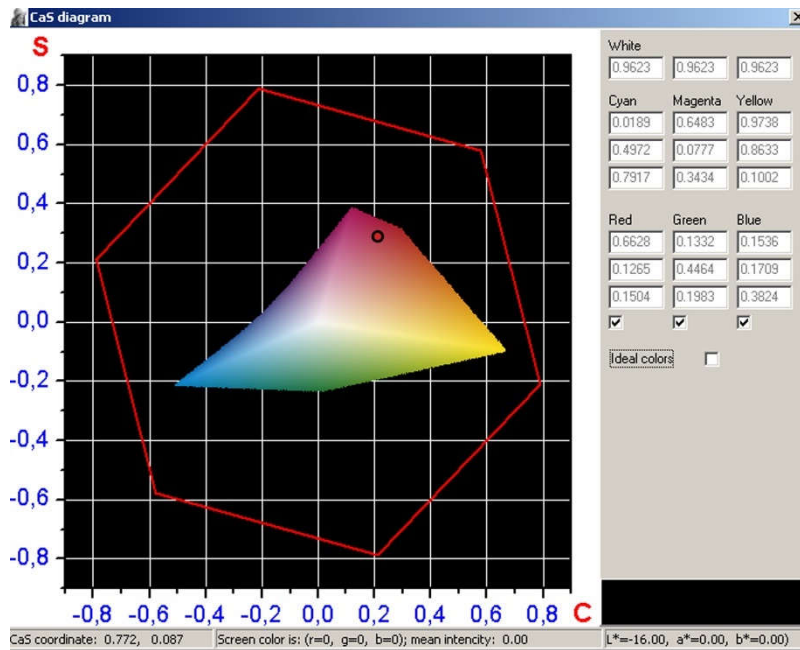 CaS diagram
S
0,8
0,6
0,4
0,2
0,0
-0,2
-0,4
-0,6
-0,8
-0,8 -0,6 -0,4 -0,2 0,0 0,2 0,4 0,6 0,8 C
White
0.9623 0.9623 0.9623
Cyan Magenta Yellow
0.0189 0.6483 0.9738
0.4972 0.0777 0.8633
0.7917 0.3434 0.1002
Red Green Blue
0.6628 0.1332 0.1536
0.1265 0.4464 0.1709
0.1504 0.1983 0.3824
Ideal colors
CaS coordinate: 0.772, 0.087 Screen color is: (r=0, g=0, b=0); mean intencity: 0.00 L*=-16.00, a*=0.00, b*=0.00)